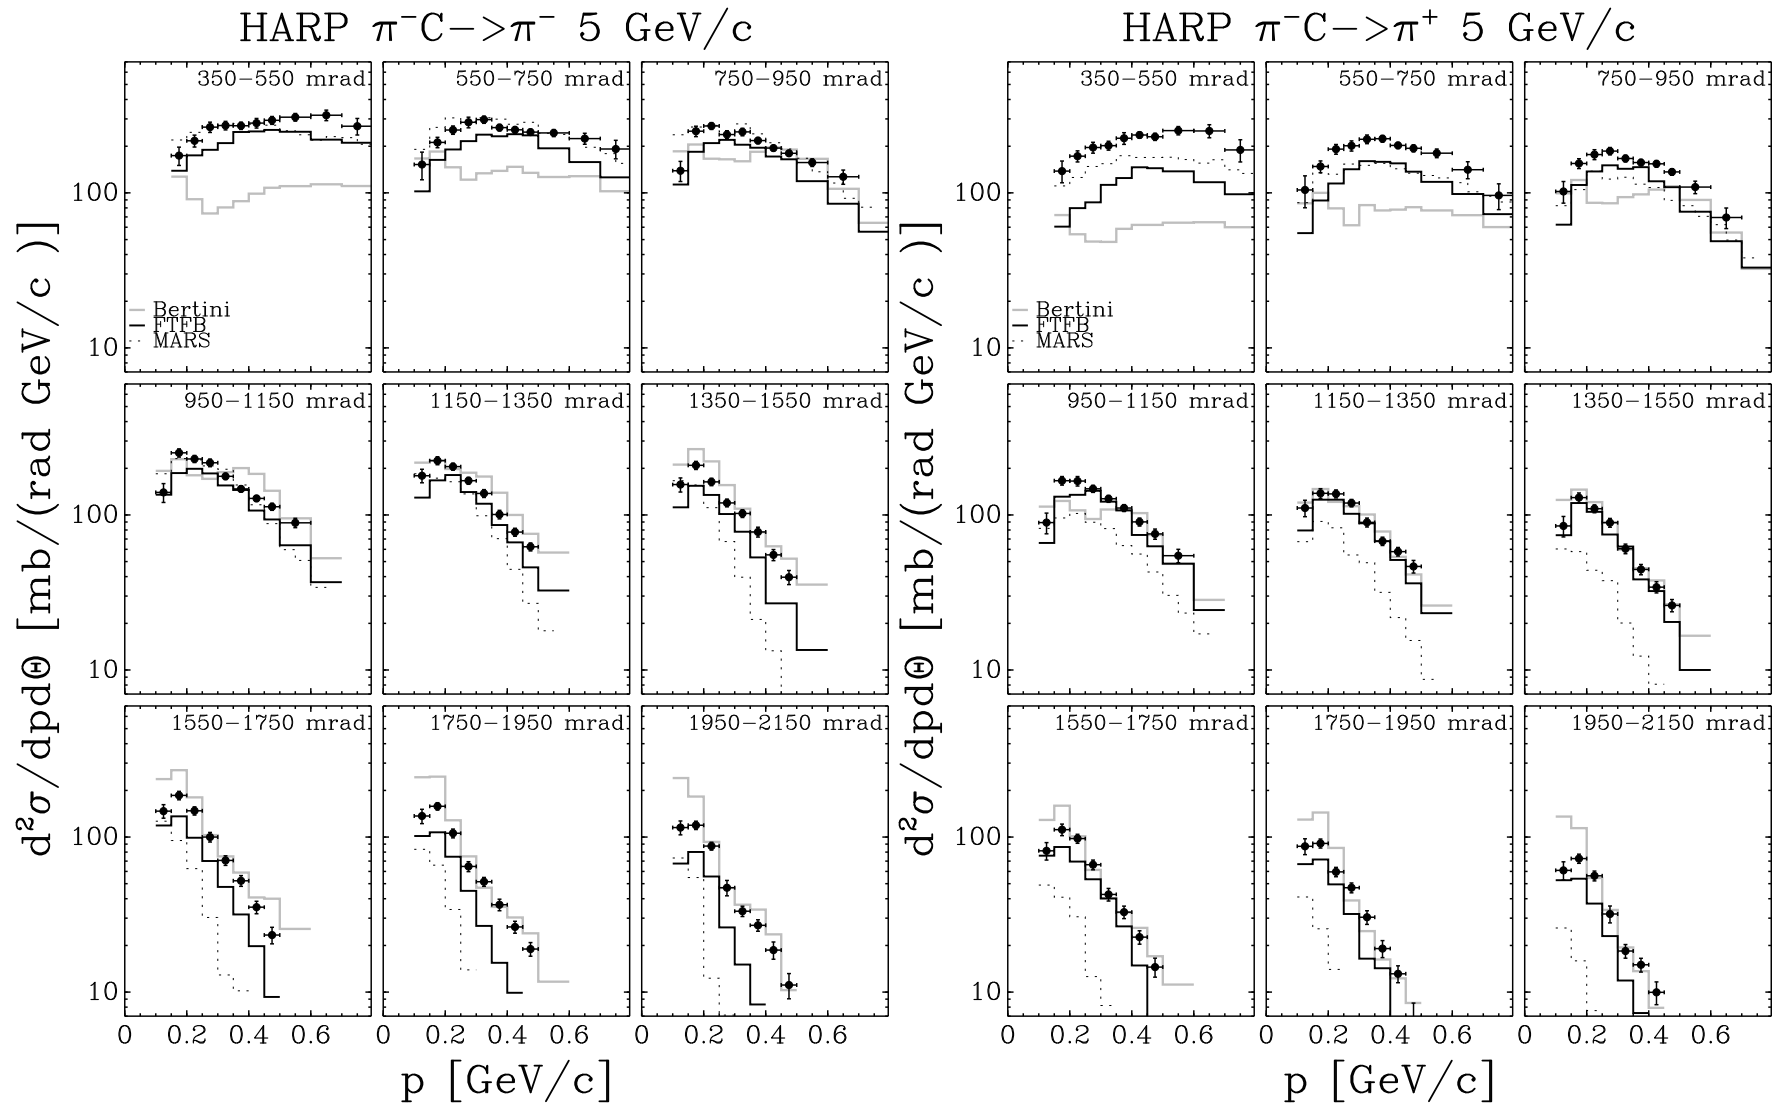 HARP π⁻C−>π⁻ 5 GeV/c
d²σ/dpdΘ [mb/(rad GeV/c )]
350−550 mrad
550−750 mrad
750−950 mrad
100
10
Bertini
FTFB
MARS
950−1150 mrad
1150−1350 mrad
1350−1550 mrad
100
10
1550−1750 mrad
1750−1950 mrad
1950−2150 mrad
100
10
0 0.2 0.4 0.6 0 0.2 0.4 0.6 0 0.2 0.4 0.6
p [GeV/c]
HARP π⁻C−>π⁺ 5 GeV/c
d²σ/dpdΘ [mb/(rad GeV/c )]
350−550 mrad
550−750 mrad
750−950 mrad
100
10
Bertini
FTFB
MARS
950−1150 mrad
1150−1350 mrad
1350−1550 mrad
100
10
1550−1750 mrad
1750−1950 mrad
1950−2150 mrad
100
10
0 0.2 0.4 0.6 0 0.2 0.4 0.6 0 0.2 0.4 0.6
p [GeV/c]